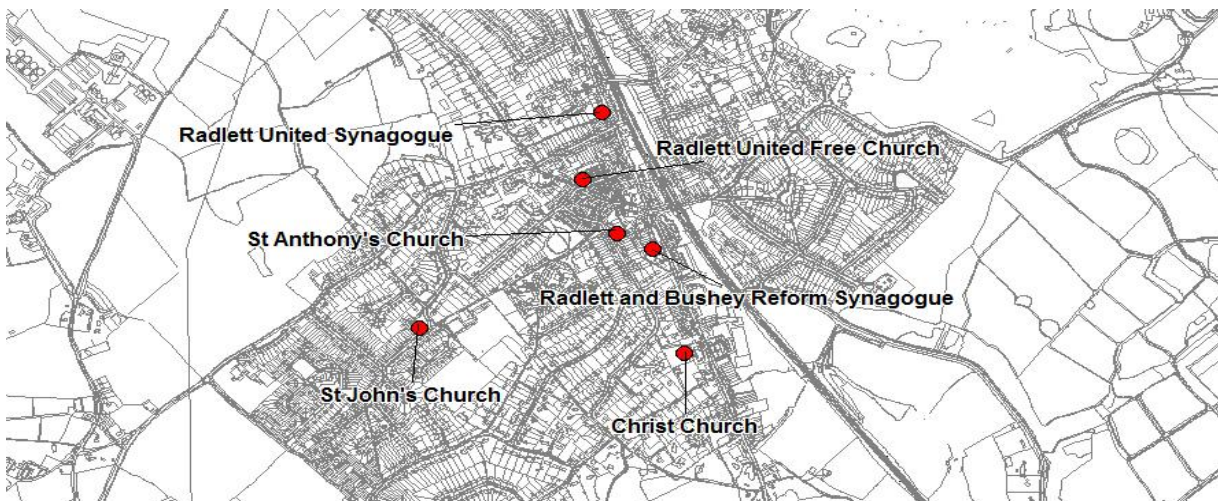 Radlett United Synagogue
Radlett United Free Church
St Anthony's Church
Radlett and Bushey Reform Synagogue
St John's Church
Christ Church